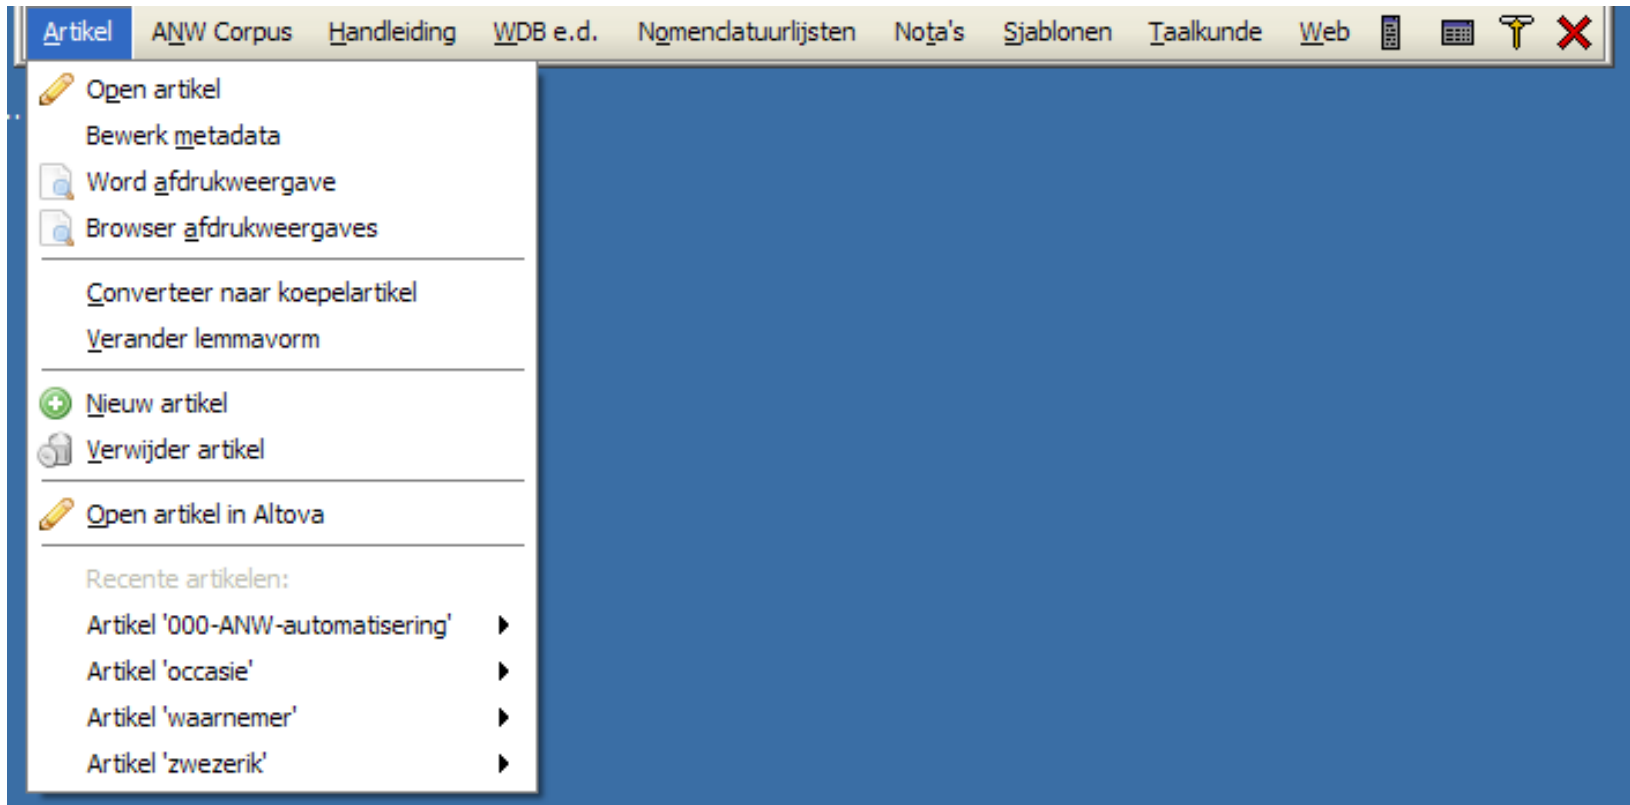 Artikel ANW Corpus Handleiding WDB e.d. Nomenclatuurlijsten Nota's Sjablonen Taalkunde Web
Open artikel
Bewerk metadata
Word afdrukweergave
Browser afdrukweergaves
Converteer naar koepelartikel
Verander lemmavorm
Nieuw artikel
Verwijder artikel
Open artikel in Altova
Recente artikelen:
Artikel '000-ANW-automatisering'
Artikel 'occasie'
Artikel 'waarnemer'
Artikel 'zwezerik'